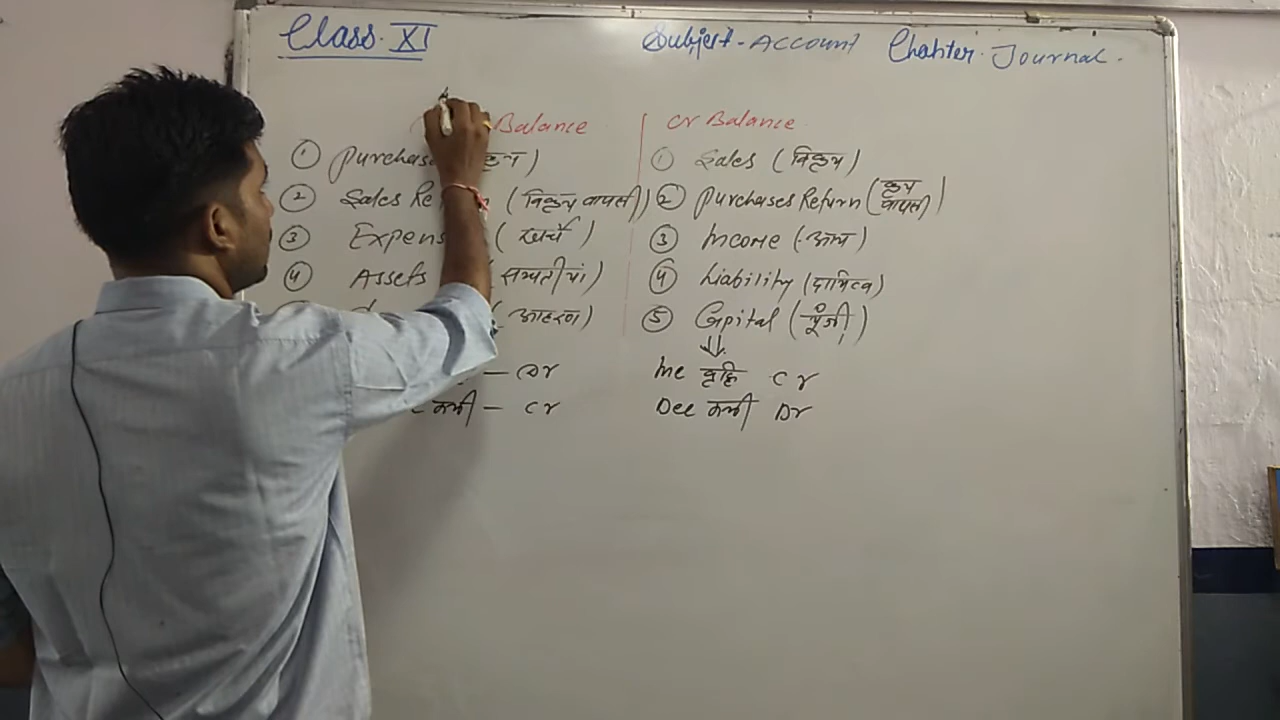 Class. XI
Subject - Account Chapter. Journal.
Balance
① Purchas
② Sales Re (विक्रय वापसी)
③ Expen (खर्चे)
④ Assets (सम्पतीयां)
(आहरण)
— Dr
कमी — Cr
Cr Balance
① Sales (विक्रय)
② Purchases Return (क्रय वापसी)
③ Income (आय)
④ Liability (दायित्व)
⑤ Capital (पूंजी)
Inc वृद्धि Cr
Dec कमी Dr